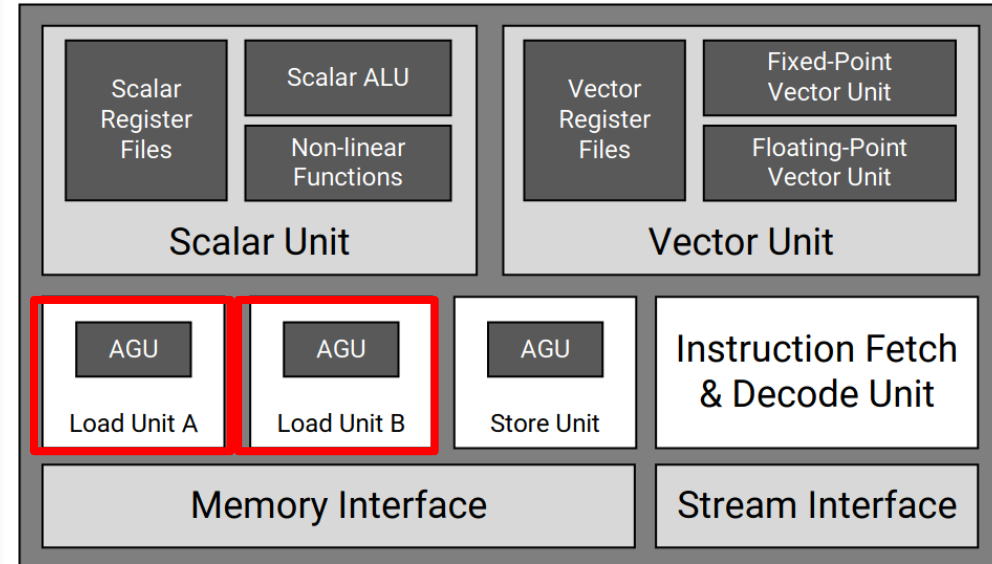 Scalar
Register
Files
Scalar ALU
Non-linear
Functions
Scalar Unit
Vector
Register
Files
Fixed-Point
Vector Unit
Floating-Point
Vector Unit
Vector Unit
AGU
Load Unit A
AGU
Load Unit B
AGU
Store Unit
Instruction Fetch
& Decode Unit
Memory Interface
Stream Interface